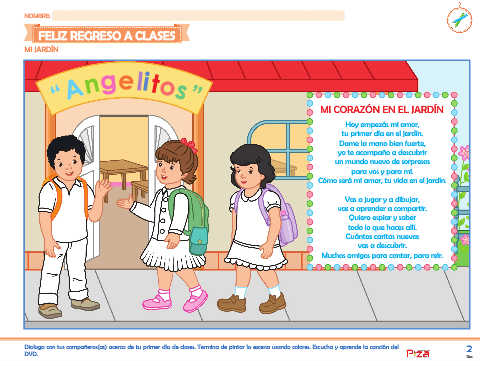 NOMBRE:
FELIZ REGRESO A CLASES
MI JARDÍN
"Angelitos"
MI CORAZÓN EN EL JARDÍN
Hoy empezás mi amor,
tu primer día en el jardín.
Dame la mano bien fuerte,
yo te acompaño a descubrir
un mundo nuevo de sorpresas
para vos y para mí.
Cómo será mi amor, tu vida en el jardín.
Vas a jugar y a dibujar,
vas a aprender a compartir.
Quiero espiar y saber
todo lo que haces allí.
Cuántas caritas nuevas
vas a descubrir.
Muchos amigos para cantar, para reír.
Dialoga con tus compañeros(as) acerca de tu primer día de clases. Termina de pintar la escena usando colores. Escucha y aprende la canción del
DVD.
2